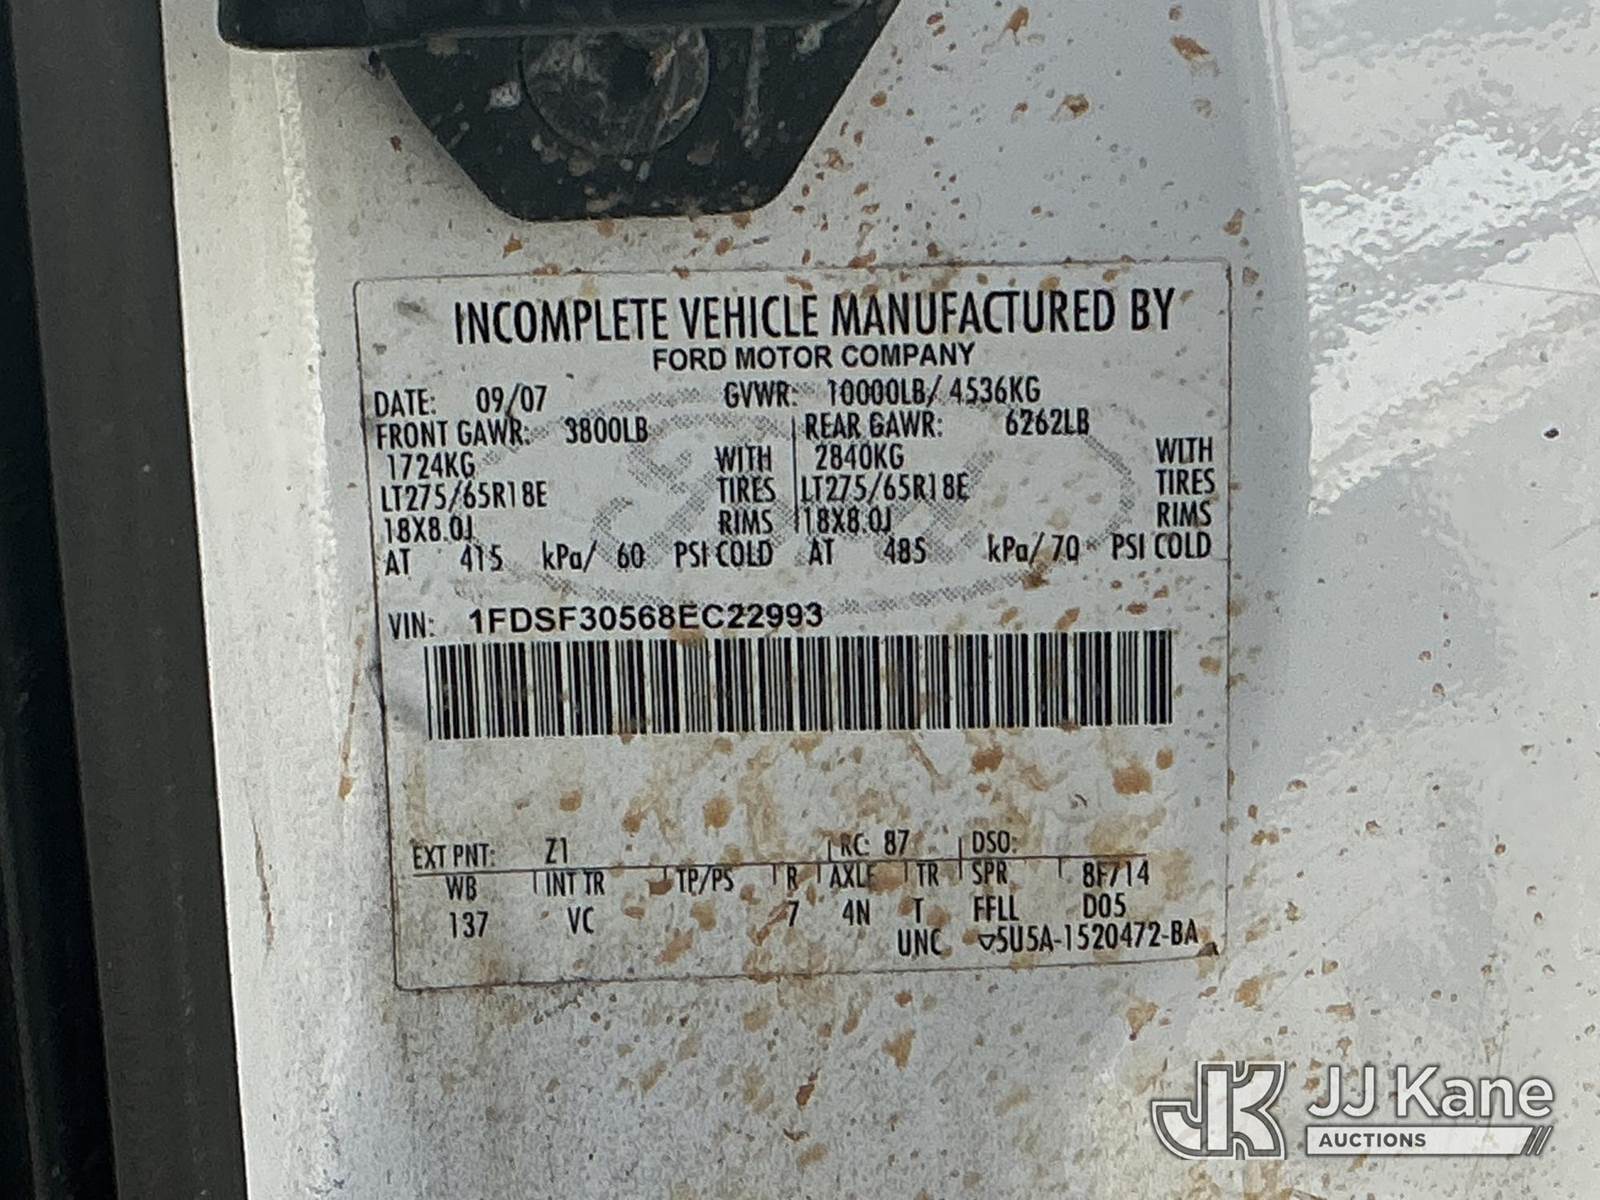 INCOMPLETE VEHICLE MANUFACTURED BY
FORD MOTOR COMPANY
DATE: 09/07 GVWR: 10000LB/ 4536KG
FRONT GAWR: 3800LB REAR GAWR: 6262LB
1724KG WITH 2840KG WITH
LT275/65R18E TIRES LT275/65R18E TIRES
18X8.0J RIMS 18X8.0J RIMS
AT 415 kPa/ 60 PSI COLD AT 485 kPa/ 70 PSI COLD
VIN: 1FDSF30568EC22993
EXT PNT: Z1 RC: 87 DSO:
WB INT TR TP/PS R AXLE TR SPR 8F714
137 VC 7 4N T FFLL D05
UNC 5U5A-1520472-BA
JK JJ Kane
AUCTIONS